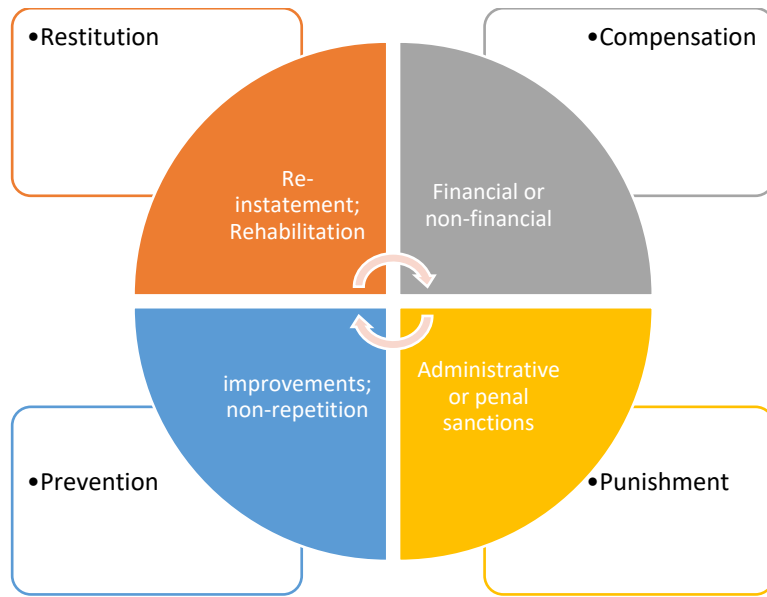 •Restitution
•Compensation
Re-
instatement;
Rehabilitation
Financial or
non-financial
improvements;
non-repetition
Administrative
or penal
sanctions
•Prevention
•Punishment